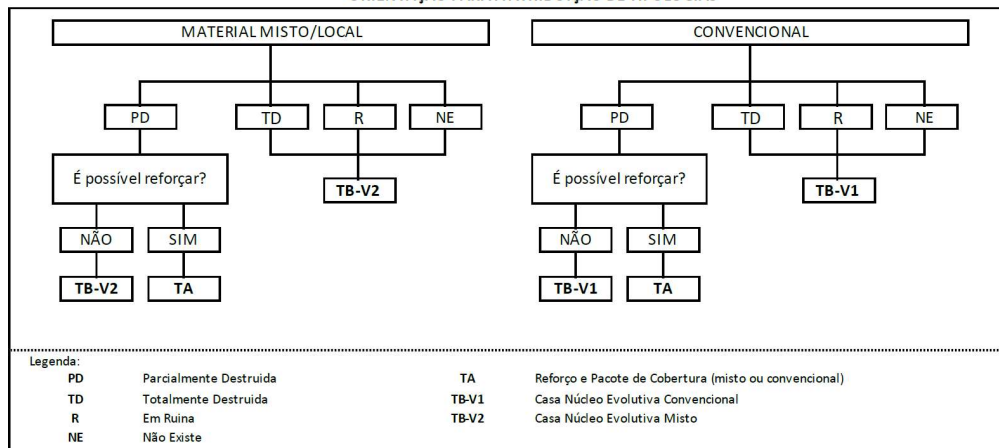 MATERIAL MISTO/LOCAL
PD
TD
R
NE
É possível reforçar?
TB-V2
NÃO
SIM
TB-V2
TA
CONVENCIONAL
PD
TD
R
NE
É possível reforçar?
TB-V1
NÃO
SIM
TB-V1
TA
Legenda:
PD Parcialmente Destruida
TD Totalmente Destruida
R Em Ruina
NE Não Existe
TA Reforço e Pacote de Cobertura (misto ou convencional)
TB-V1 Casa Núcleo Evolutiva Convencional
TB-V2 Casa Núcleo Evolutiva Misto